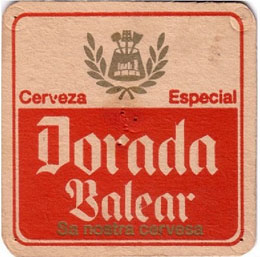 Cerveza Especial
Dorada
Balear
Sa nostra cervesa